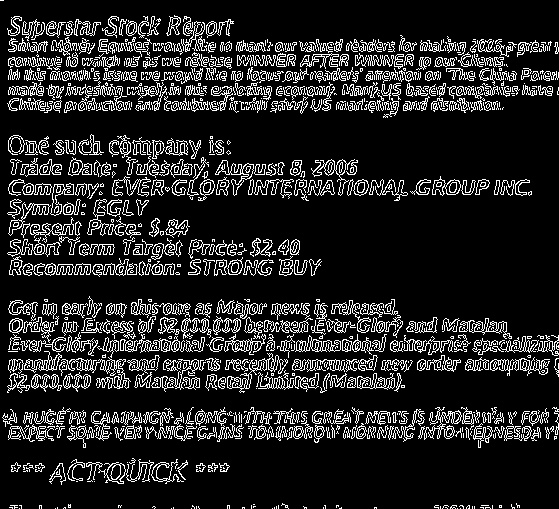 Superstar Stock Report
Smart Money Equities would like to thank our valued readers for making 2006 a great
continue to watch us as we release WINNER AFTER WINNER to our Clients.
In this month's issue we would like to focus our readers' attention on 'The China
made by investing wisely in this exploding economy. Many US based companies have
Chinese production and combined it with savvy US marketing and distribution.
One such company is:
Trade Date: Tuesday, August 8, 2006
Company: EVER-GLORY INTERNATIONAL GROUP INC.
Symbol: EGLY
Present Price: $.84
Short Term Target Price: $2.40
Recommendation: STRONG BUY
Get in early on this one as Major news is released.
Order in Excess of $2,000,000 between Ever-Glory and Matalan
Ever-Glory International Group a multinational enterprise specializing
manufacturing and exports recently announced new order amounting
$2,000,000 with Matalan Retail Limited (Matalan).
A HUGE PR CAMPAIGN ALONG WITH THIS GREAT NEWS IS UNDERWAY FOR
EXPECT SOME VERY NICE GAINS TOMMOROW MORNING INTO WEDNESDAY
*** ACT QUICK ***